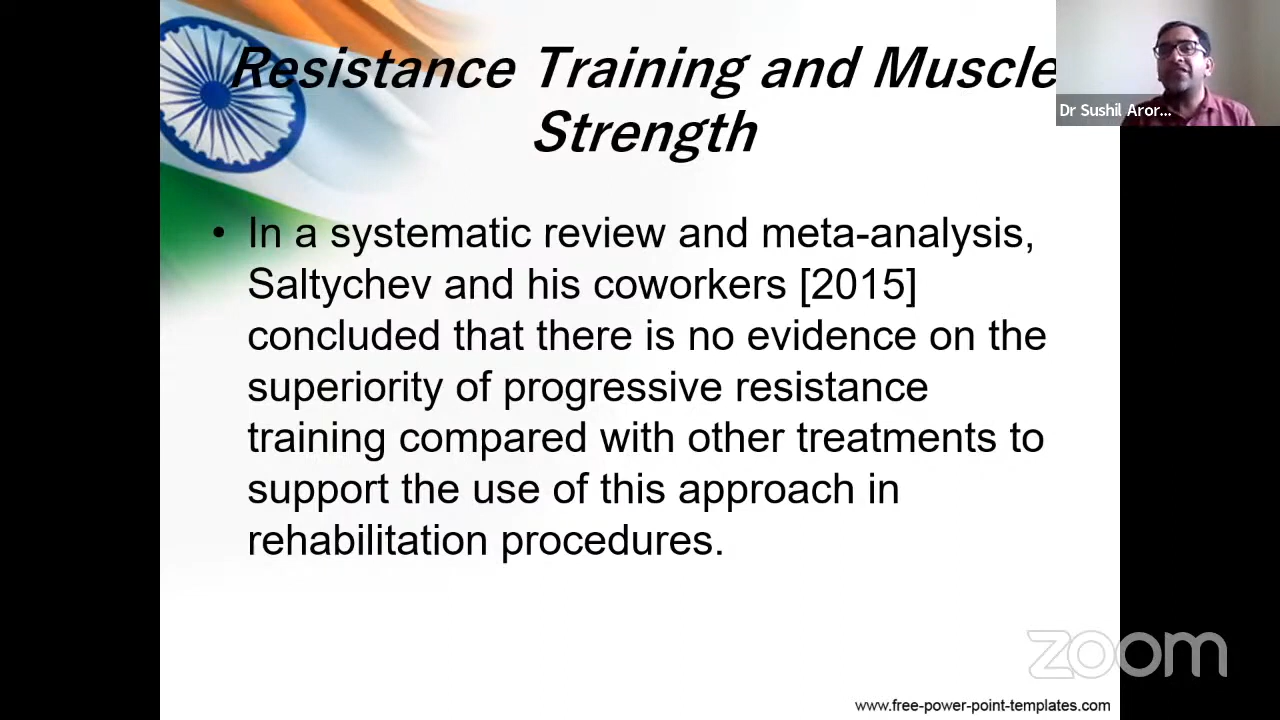 Resistance Training and Muscle
Strength
Dr Sushil Aror...
• In a systematic review and meta-analysis,
Saltychev and his coworkers [2015]
concluded that there is no evidence on the
superiority of progressive resistance
training compared with other treatments to
support the use of this approach in
rehabilitation procedures.
zoom
www.free-power-point-templates.com